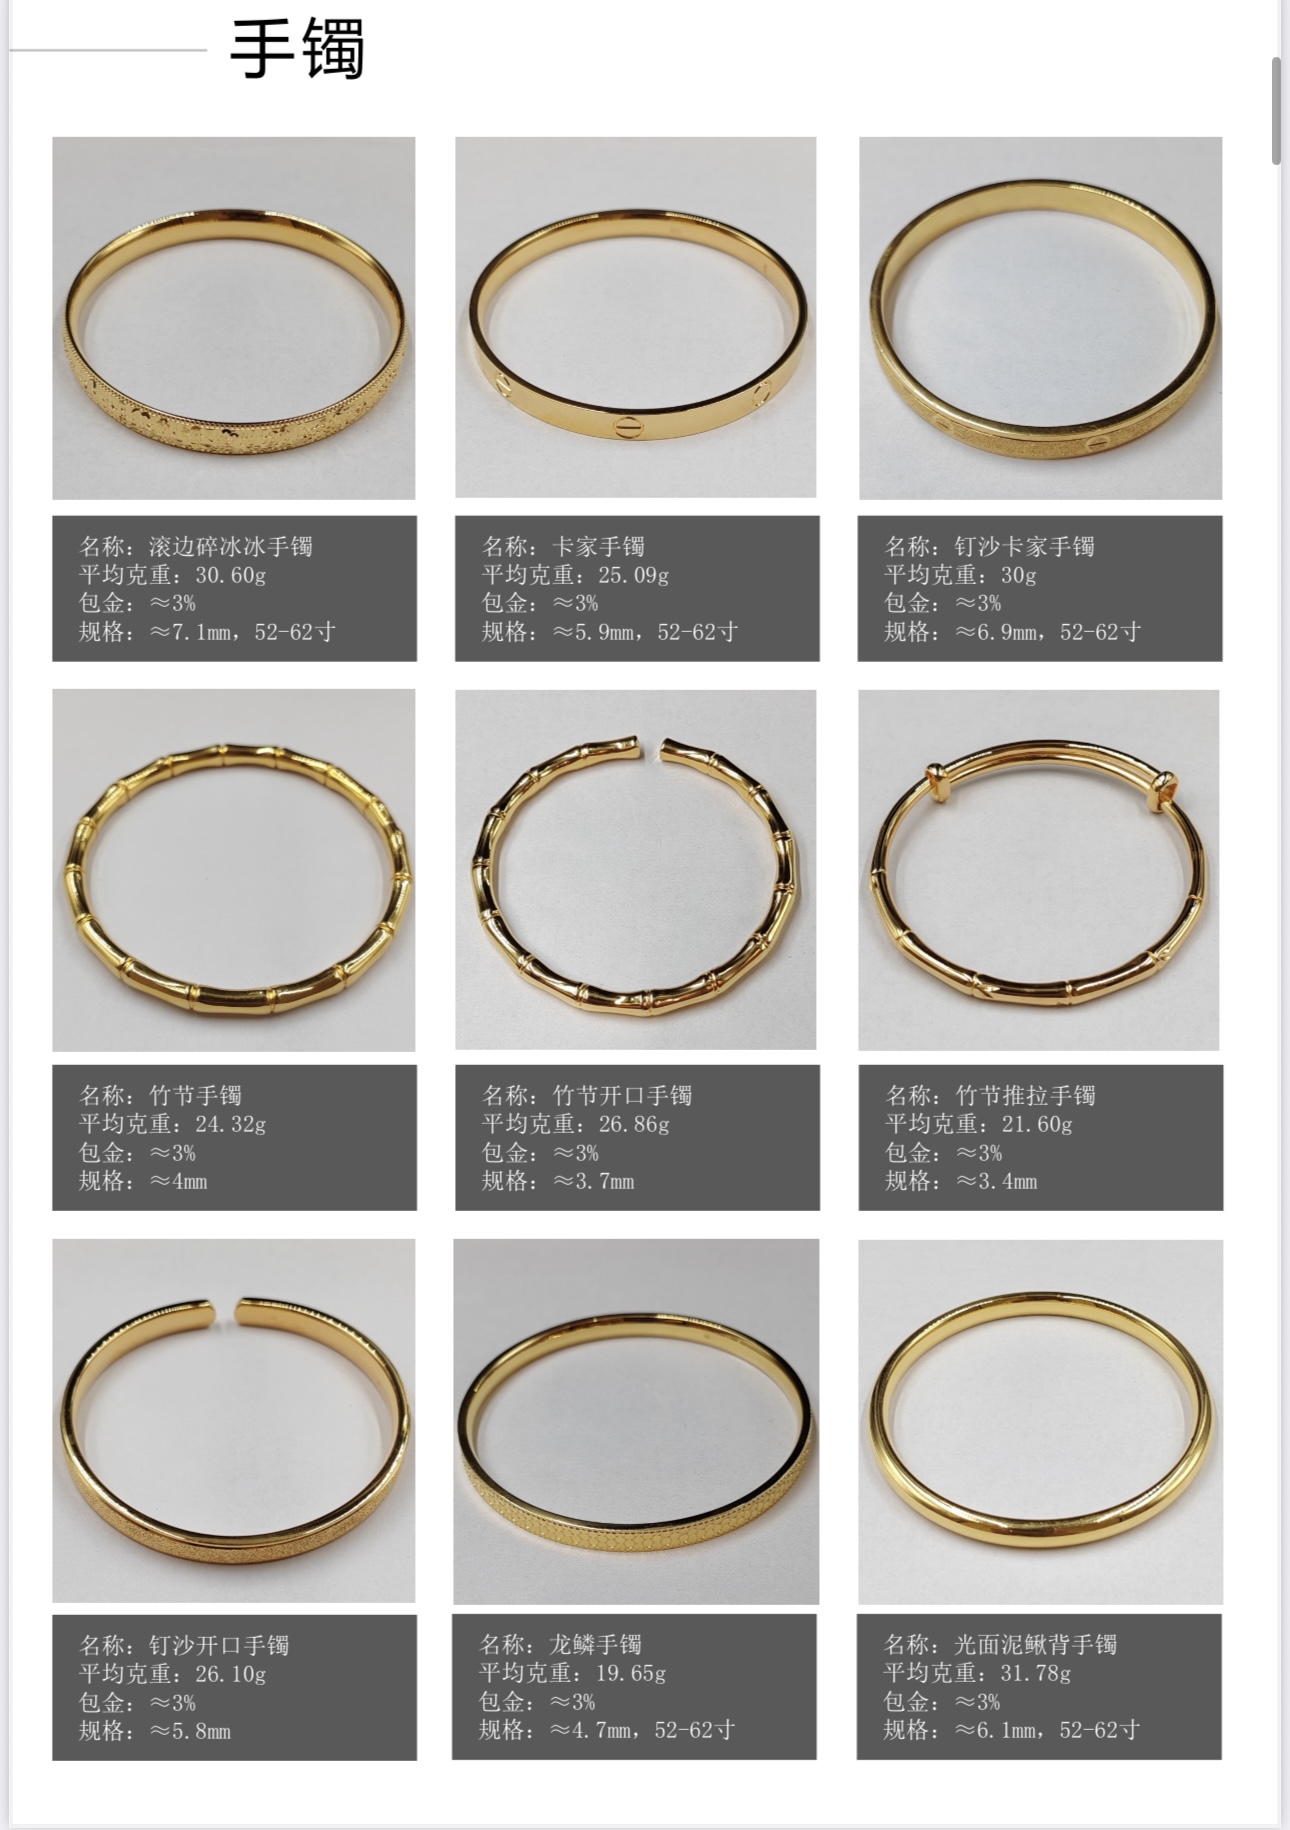 手镯
名称：滚边碎冰冰手镯
平均克重：30.60g
包金：≈3%
规格：≈7.1mm，52-62寸
名称：卡家手镯
平均克重：25.09g
包金：≈3%
规格：≈5.9mm，52-62寸
名称：钉沙卡家手镯
平均克重：30g
包金：≈3%
规格：≈6.9mm，52-62寸
名称：竹节手镯
平均克重：24.32g
包金：≈3%
规格：≈4mm
名称：竹节开口手镯
平均克重：26.86g
包金：≈3%
规格：≈3.7mm
名称：竹节推拉手镯
平均克重：21.60g
包金：≈3%
规格：≈3.4mm
名称：钉沙开口手镯
平均克重：26.10g
包金：≈3%
规格：≈5.8mm
名称：龙鳞手镯
平均克重：19.65g
包金：≈3%
规格：≈4.7mm，52-62寸
名称：光面泥鳅背手镯
平均克重：31.78g
包金：≈3%
规格：≈6.1mm，52-62寸